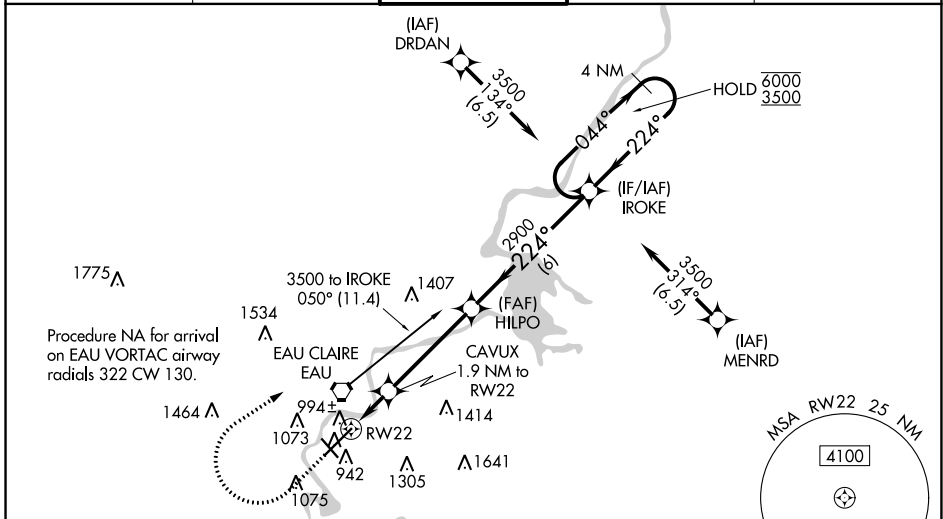 (IAF)
DRDAN
3500
134°
(6.5)
4 NM
HOLD 6000
3500
044°
224°
(IF/IAF)
IROKE
2900
224°
(6)
3500
314°
(6.5)
(IAF)
MENRD
1775
3500 to IROKE
050° (11.4)
1407
(FAF)
HILPO
1534
Procedure NA for arrival
on EAU VORTAC airway
radials 322 CW 130.
EAU CLAIRE
EAU
CAVUX
1.9 NM to
RW22
1464
994±
1414
1073
RW22
942
1305
1641
1075
MSA RW22 25 NM
4100